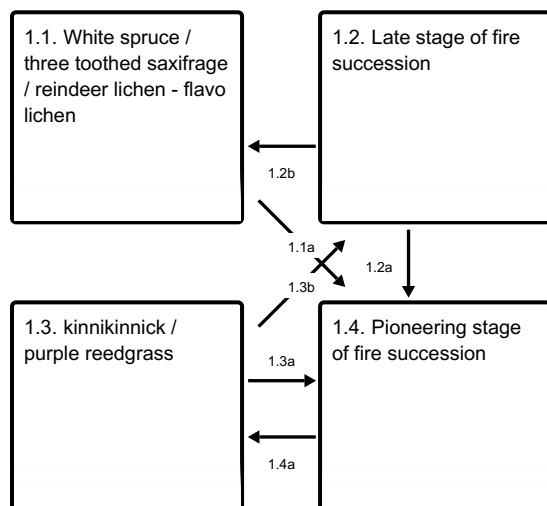 1.1. White spruce /
three toothed saxifrage
/ reindeer lichen - flavo
lichen
1.2. Late stage of fire
succession
1.2b
1.1a
1.3b
1.2a
1.3. kinnikinnick /
purple reedgrass
1.4. Pioneering stage
of fire succession
1.3a
1.4a